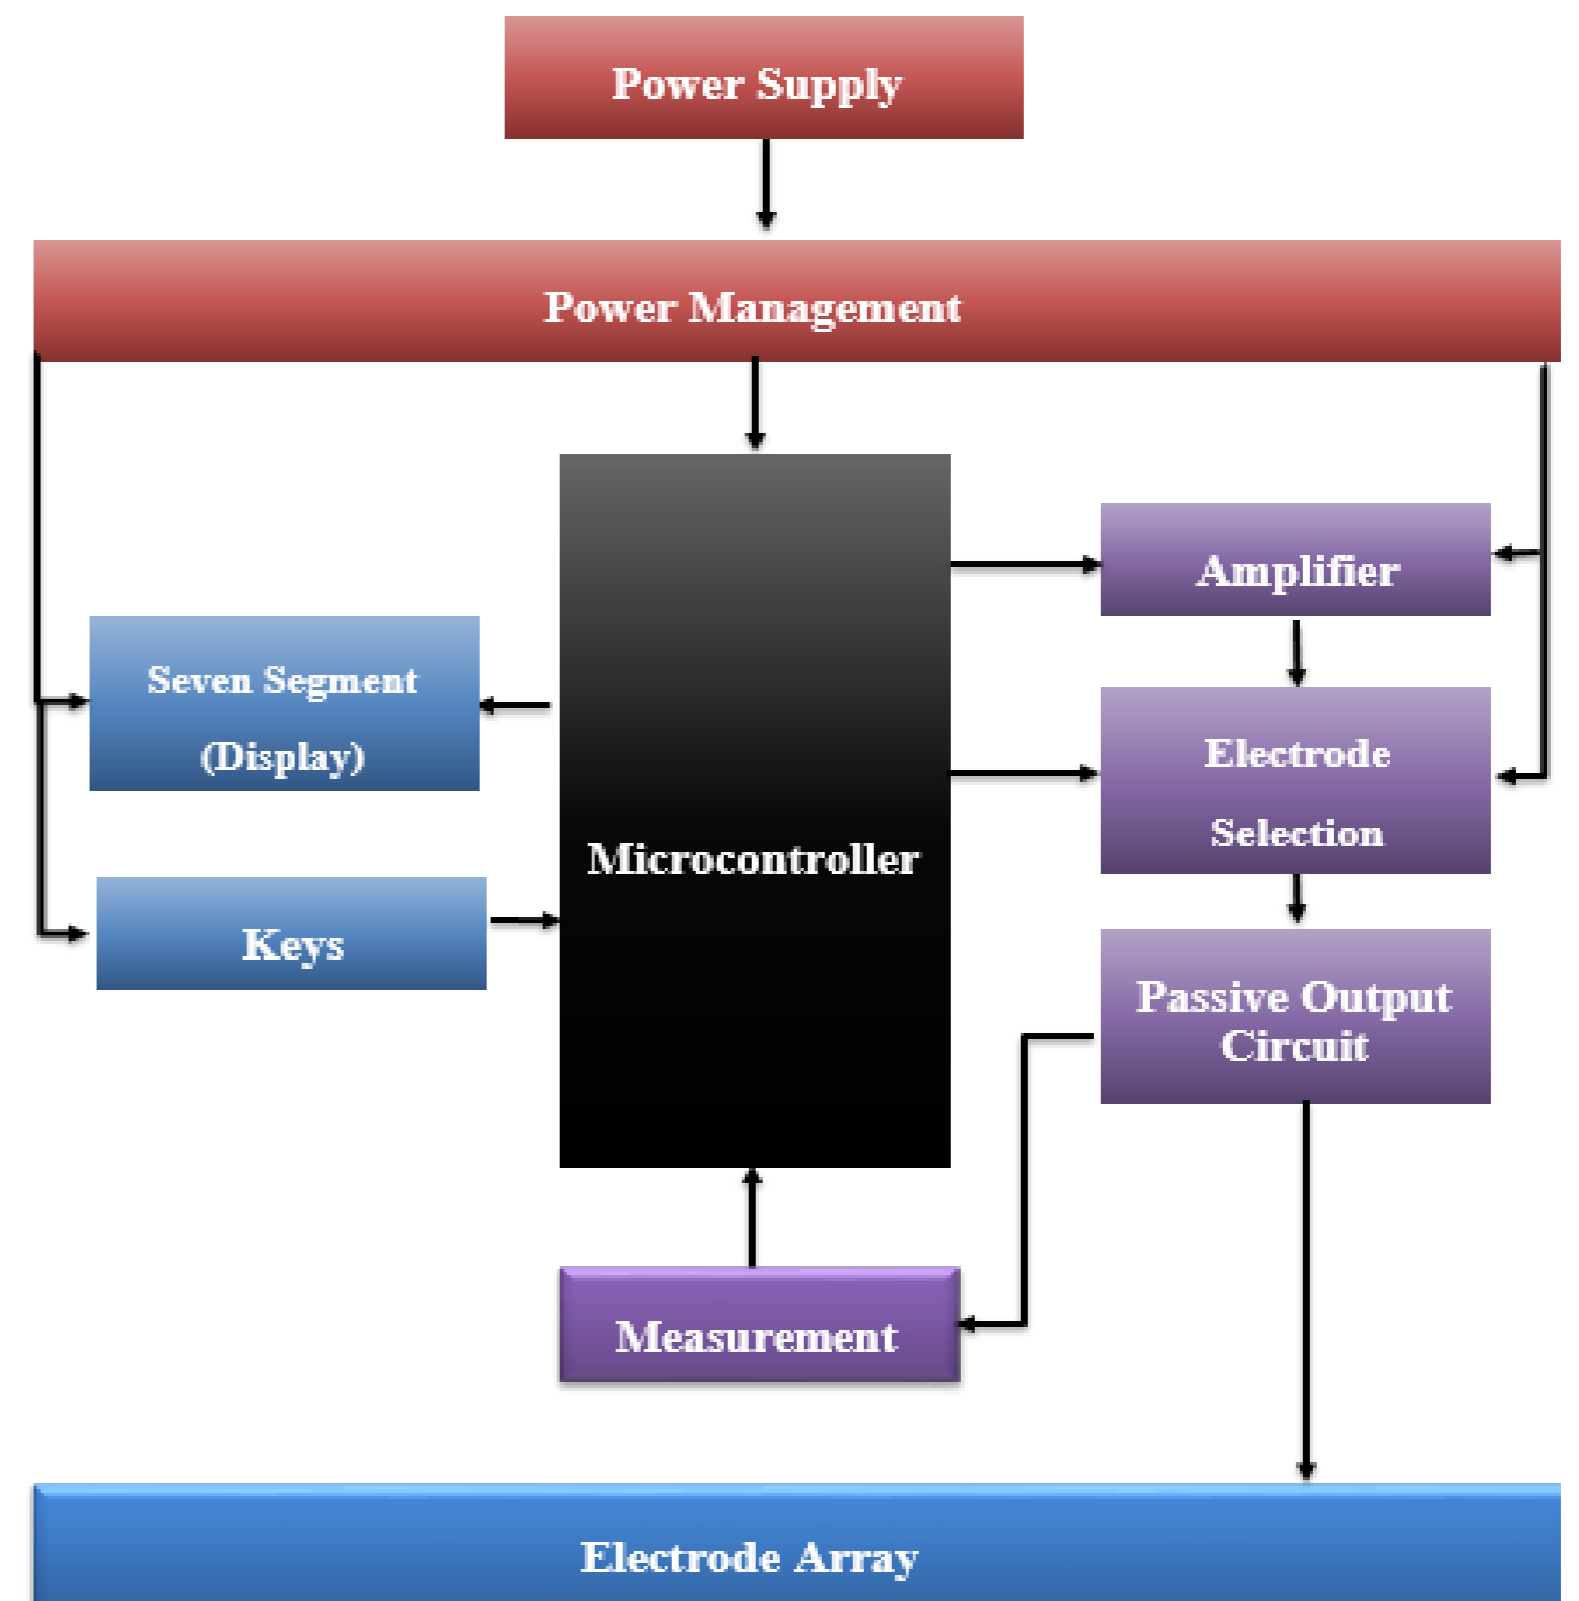 Power Supply
Power Management
Amplifier
Seven Segment
(Display)
Electrode
Selection
Microcontroller
Keys
Passive Output
Circuit
Measurement
Electrode Array